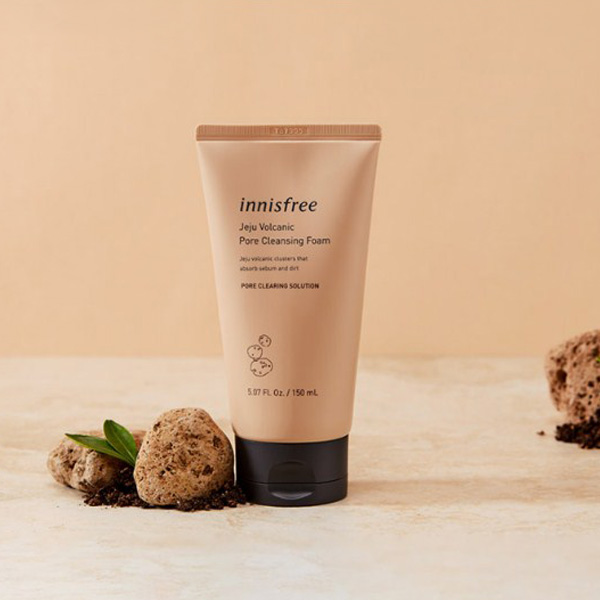 innisfree
Jeju Volcanic
Pore Cleansing Foam
Jeju volcanic clusters that
absorb sebum and dirt
PORE CLEARING SOLUTION
5.07 FL Oz. / 150 mL